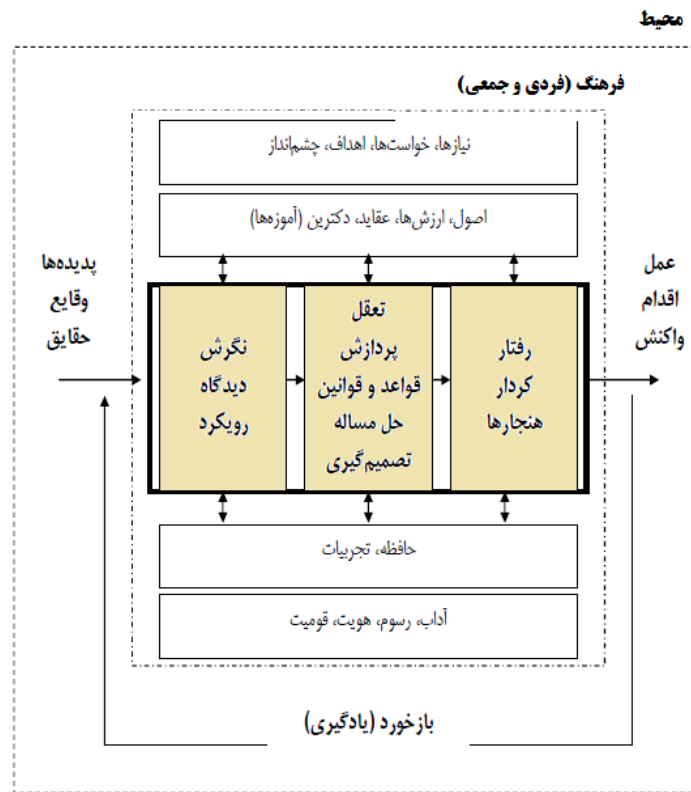 محیط
فرهنگ (فردی و جمعی)
نیازها، خواست‌ها، اهداف، چشم‌انداز
اصول، ارزش‌ها، عقاید، دکترین (آموزه‌ها)
پدیده‌ها
وقایع
حقایق
نگرش
دیدگاه
رویکرد
تعقل
پردازش
قواعد و قوانین
حل مساله
تصمیم‌گیری
رفتار
کردار
هنجارها
عمل
اقدام
واکنش
حافظه، تجربیات
آداب، رسوم، هویت، قومیت
بازخورد (یادگیری)